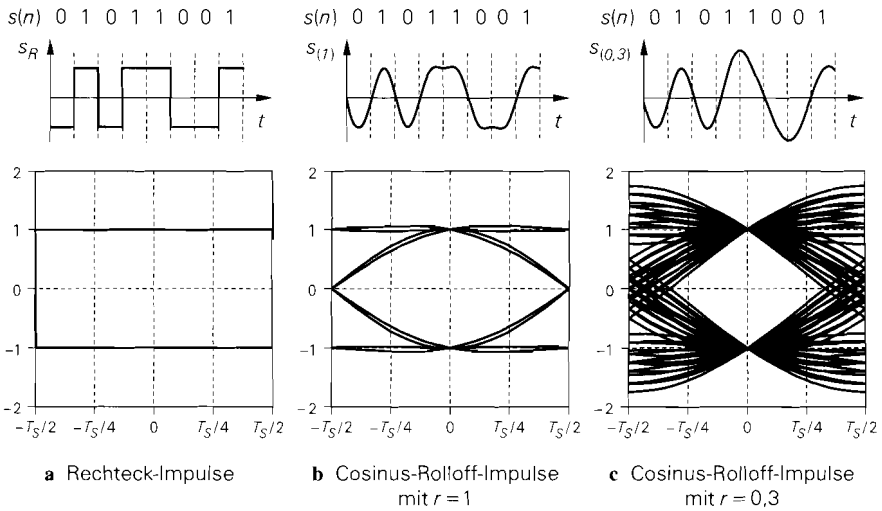 s(n) 0 1 0 1 1 0 0 1
s_R
t
2
1
0
−1
−2
−T_S/2 −T_S/4 0 T_S/4 T_S/2
a Rechteck-Impulse
s(n) 0 1 0 1 1 0 0 1
s_(1)
t
2
1
0
−1
−2
−T_S/2 −T_S/4 0 T_S/4 T_S/2
b Cosinus-Rolloff-Impulse
mit r = 1
s(n) 0 1 0 1 1 0 0 1
s_(0,3)
t
2
1
0
−1
−2
−T_S/2 −T_S/4 0 T_S/4 T_S/2
c Cosinus-Rolloff-Impulse
mit r = 0,3